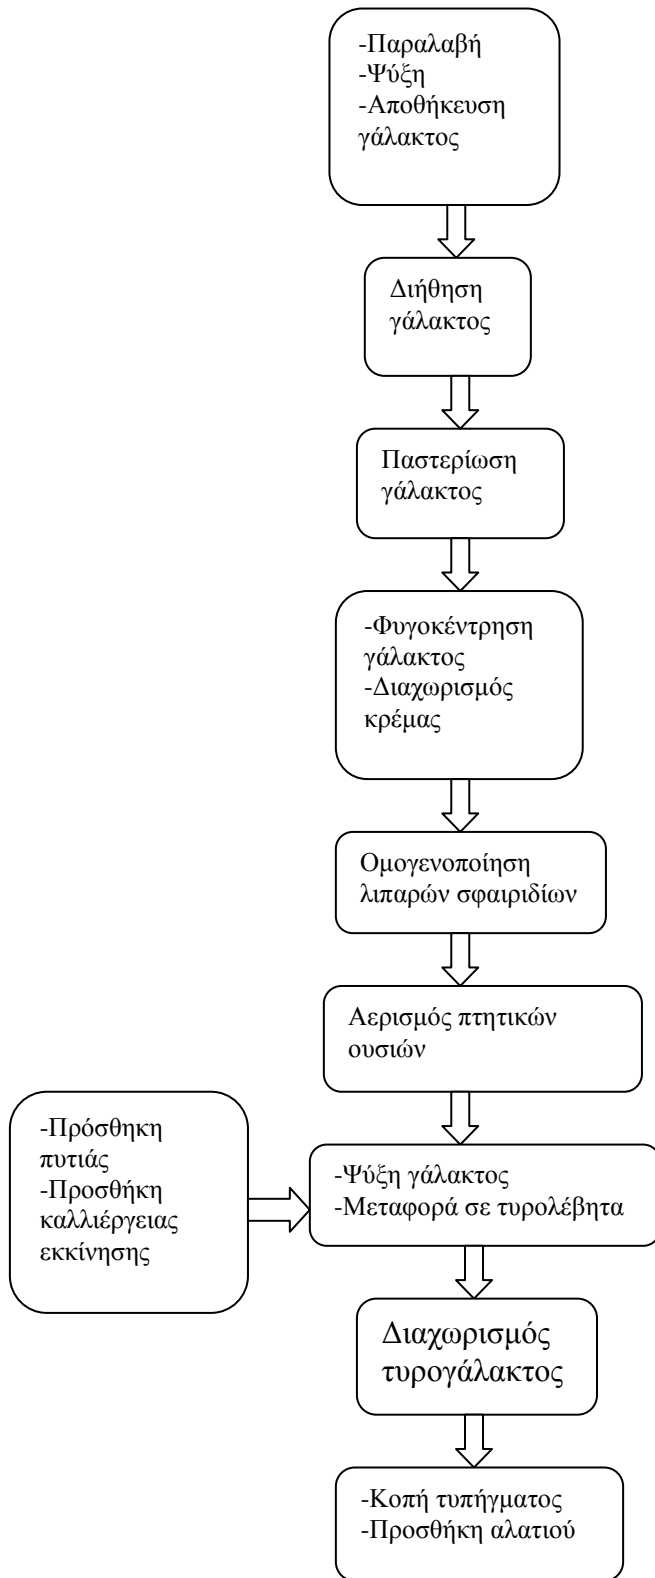 -Παραλαβή
-Ψύξη
-Αποθήκευση
γάλακτος
Διήθηση
γάλακτος
Παστερίωση
γάλακτος
-Φυγοκέντρηση
γάλακτος
-Διαχωρισμός
κρέμας
Ομογενοποίηση
λιπαρών σφαιριδίων
Αερισμός πτητικών
ουσιών
-Πρόσθηκη
πυτιάς
-Προσθήκη
καλλιέργειας
εκκίνησης
-Ψύξη γάλακτος
-Μεταφορά σε τυρολέβητα
Διαχωρισμός
τυρογάλακτος
-Κοπή τυπήγματος
-Προσθήκη αλατιού